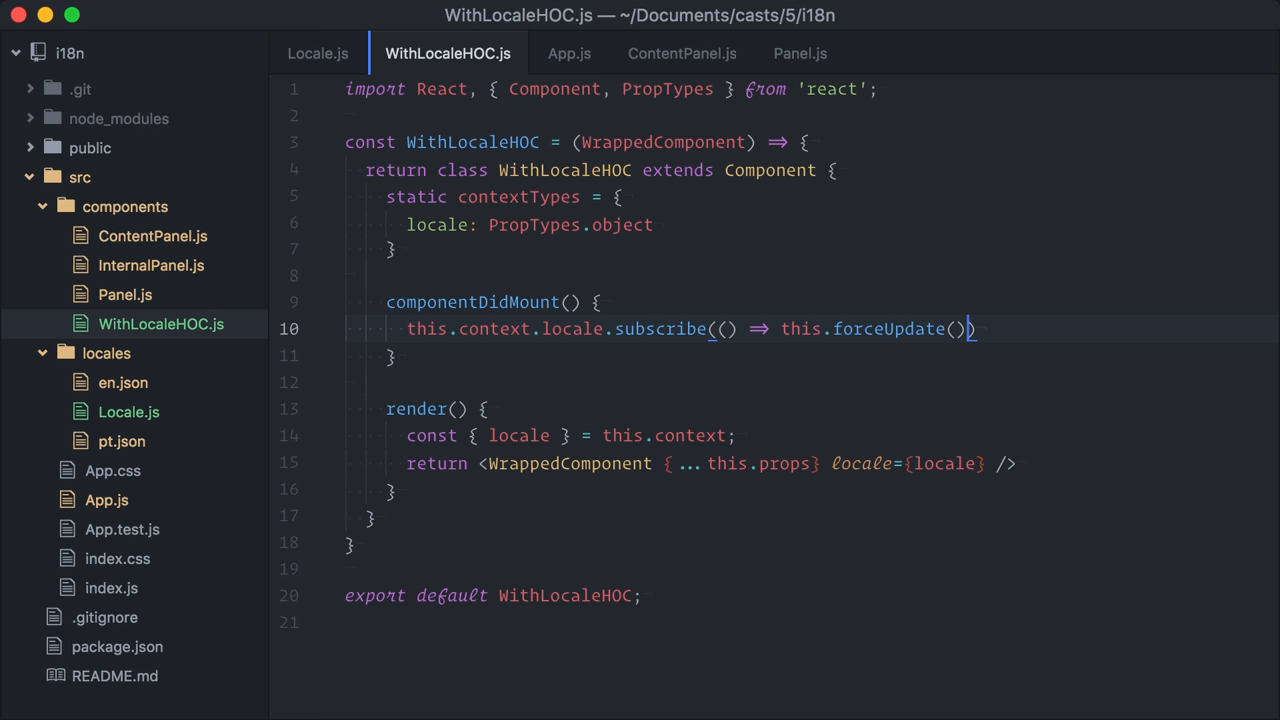 WithLocaleHOC.js — ~/Documents/casts/5/i18n
i18n
.git
node_modules
public
src
components
ContentPanel.js
InternalPanel.js
Panel.js
WithLocaleHOC.js
locales
en.json
Locale.js
pt.json
App.css
App.js
App.test.js
index.css
index.js
.gitignore
package.json
README.md
Locale.js WithLocaleHOC.js App.js ContentPanel.js Panel.js
1 import React, { Component, PropTypes } from 'react';
2
3 const WithLocaleHOC = (WrappedComponent) => {
4 return class WithLocaleHOC extends Component {
5 static contextTypes = {
6 locale: PropTypes.object
7 }
8
9 componentDidMount() {
10 this.context.locale.subscribe(() => this.forceUpdate())
11 }
12
13 render() {
14 const { locale } = this.context;
15 return <WrappedComponent {...this.props} locale={locale} />
16 }
17 }
18 }
19
20 export default WithLocaleHOC;
21